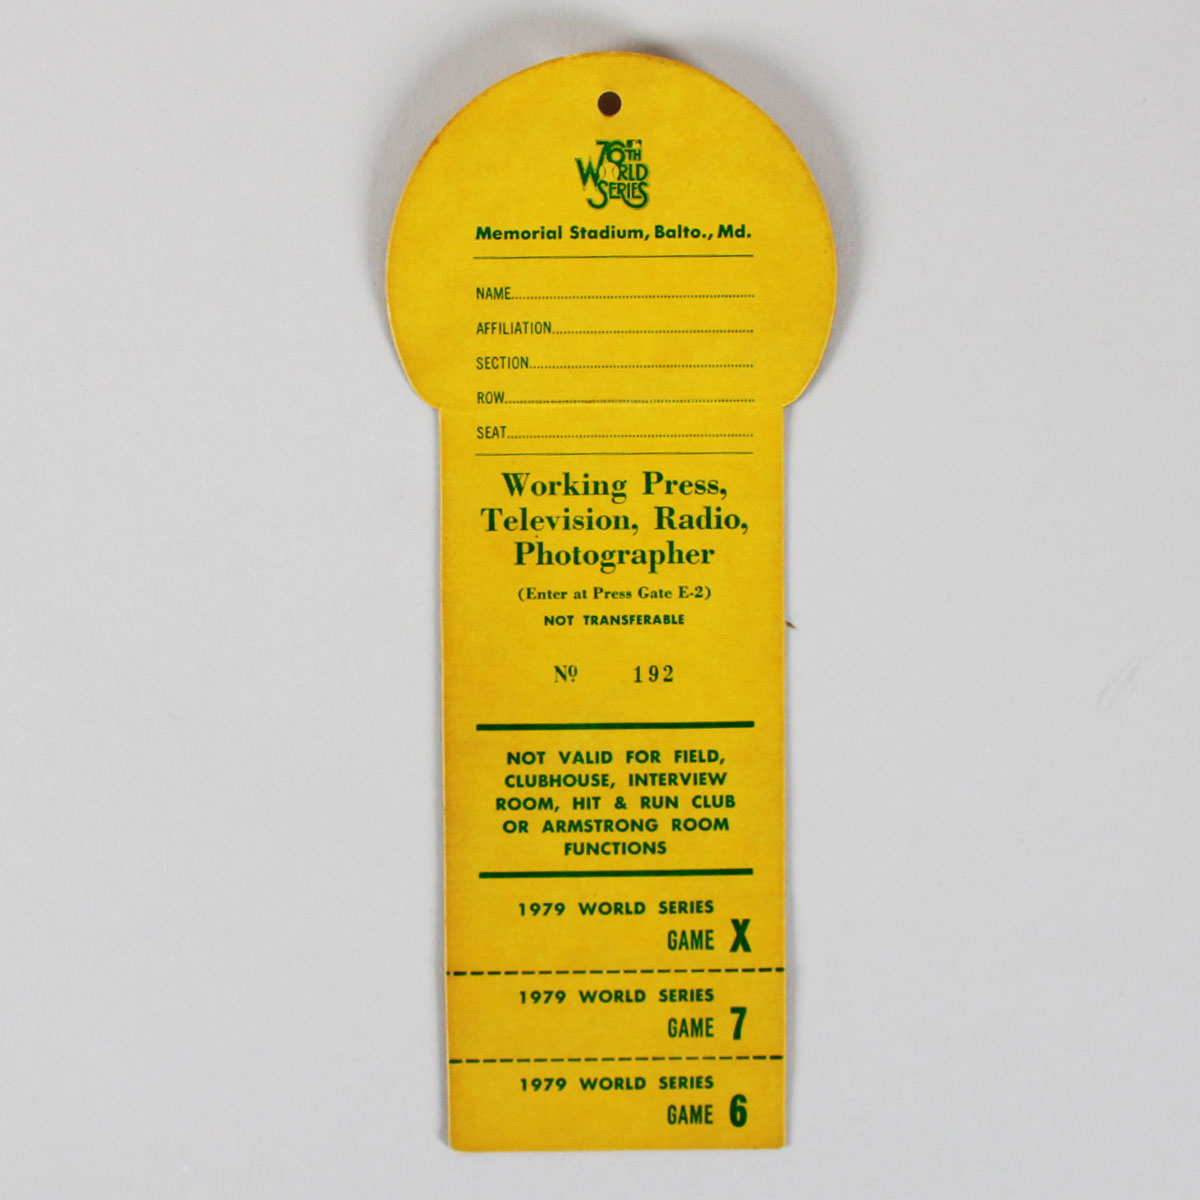 76TH
WORLD
SERIES
Memorial Stadium, Balto., Md.
NAME
AFFILIATION
SECTION
ROW
SEAT
Working Press,
Television, Radio,
Photographer
(Enter at Press Gate E-2)
NOT TRANSFERABLE
Nº 192
NOT VALID FOR FIELD,
CLUBHOUSE, INTERVIEW
ROOM, HIT & RUN CLUB
OR ARMSTRONG ROOM
FUNCTIONS
1979 WORLD SERIES
GAME X
1979 WORLD SERIES
GAME 7
1979 WORLD SERIES
GAME 6